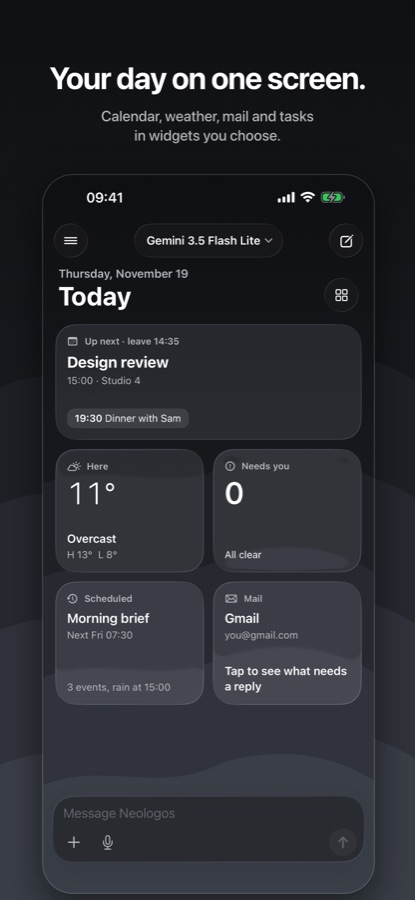 Your day on one screen.
Calendar, weather, mail and tasks
in widgets you choose.
09:41
Gemini 3.5 Flash Lite
Thursday, November 19
Today
Up next · leave 14:35
Design review
15:00 · Studio 4
19:30 Dinner with Sam
Here
11°
Overcast
H 13° L 8°
Needs you
0
All clear
Scheduled
Morning brief
Next Fri 07:30
3 events, rain at 15:00
Mail
Gmail
you@gmail.com
Tap to see what needs
a reply
Message Neologos